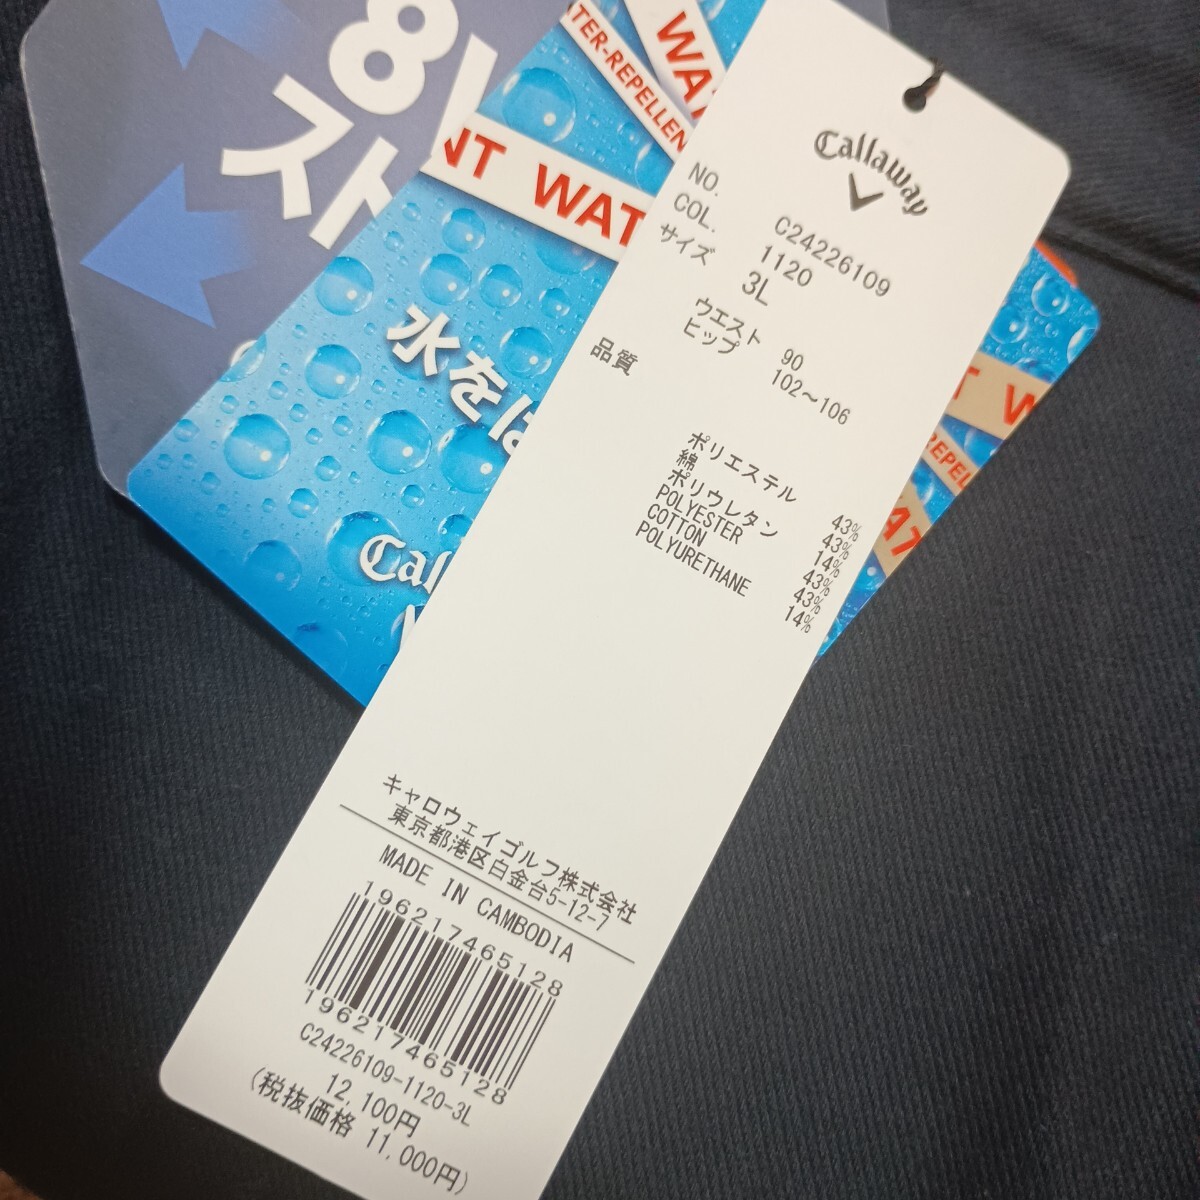 8
スト
TER-REPELLEN
WAT
NT WAT
水をは
Cal
Callaway
NO. C24226109
COL. 1120
サイズ 3L
ウエスト 90
ヒップ 102～106
品質
ポリエステル 43%
綿 43%
ポリウレタン 14%
POLYESTER 43%
COTTON 43%
POLYURETHANE 14%
キャロウェイゴルフ株式会社
東京都港区白金台5-12-7
MADE IN CAMBODIA
196217465128
196217465128
C24226109-1120-3L
12,100円
(税抜価格 11,000円)
T W
REPEL
AT